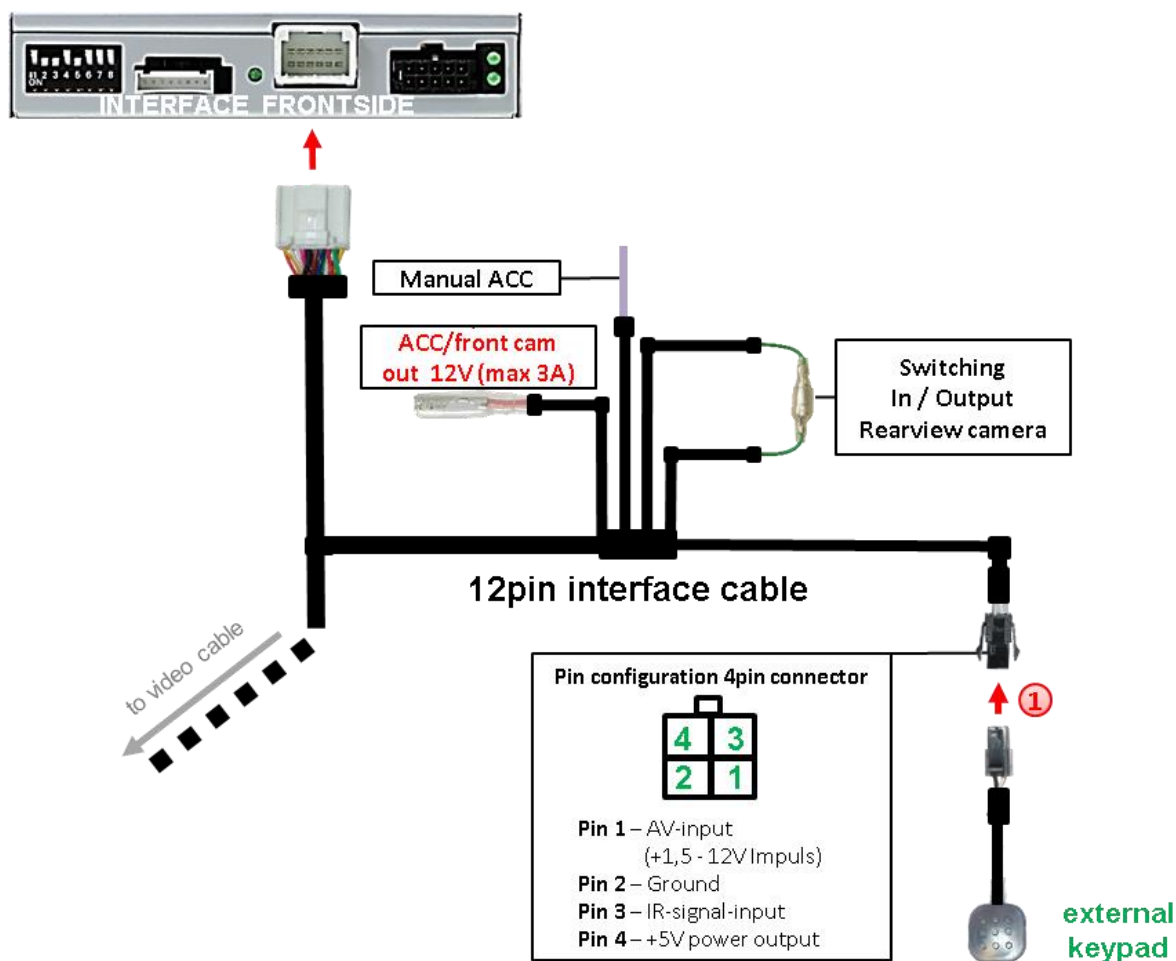 1 2 3 4 5 6 7 8
ON
INTERFACE FRONTSIDE
Manual ACC
ACC/front cam
out 12V (max 3A)
Switching
In / Output
Rearview camera
12pin interface cable
to video cable
Pin configuration 4pin connector
4 3
2 1
Pin 1 – AV-input
(+1,5 - 12V Impuls)
Pin 2 – Ground
Pin 3 – IR-signal-input
Pin 4 – +5V power output
1
external
keypad